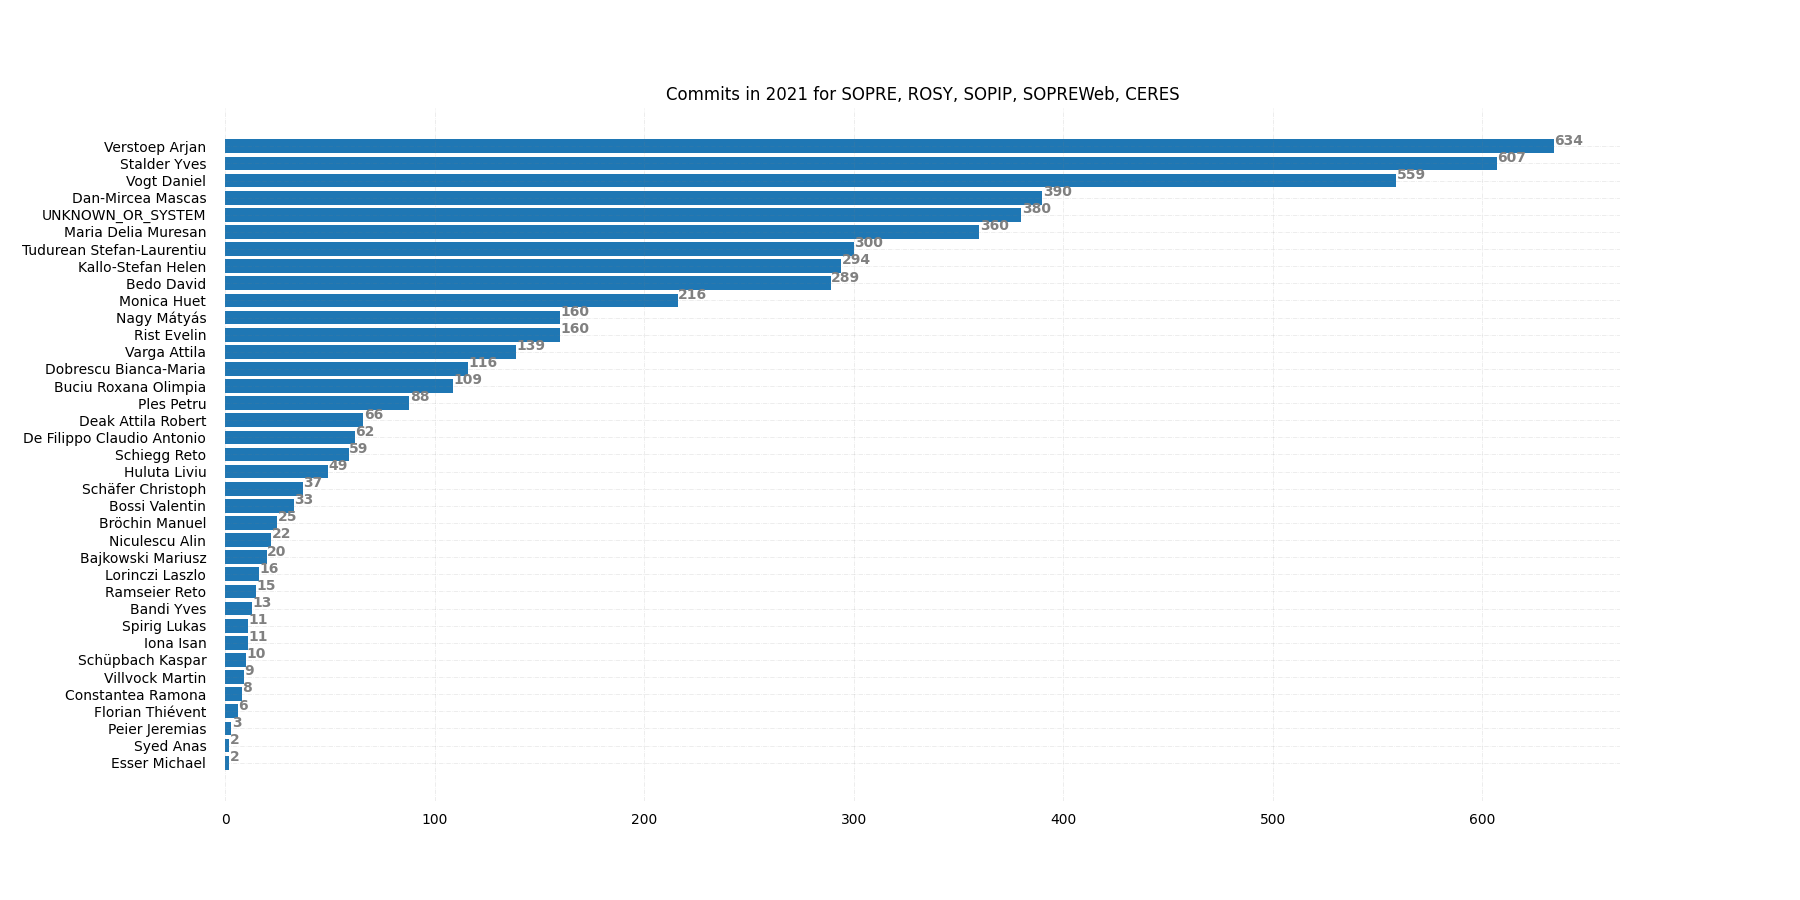 Commits in 2021 for SOPRE, ROSY, SOPIP, SOPREWeb, CERES
Verstoep Arjan 634
Stalder Yves 607
Vogt Daniel 559
Dan-Mircea Mascas 390
UNKNOWN_OR_SYSTEM 380
Maria Delia Muresan 360
Tudurean Stefan-Laurentiu 300
Kallo-Stefan Helen 294
Bedo David 289
Monica Huet 216
Nagy Mátyás 160
Rist Evelin 160
Varga Attila 139
Dobrescu Bianca-Maria 116
Buciu Roxana Olimpia 109
Ples Petru 88
Deak Attila Robert 66
De Filippo Claudio Antonio 62
Schiegg Reto 59
Huluta Liviu 49
Schäfer Christoph 37
Bossi Valentin 33
Bröchin Manuel 25
Niculescu Alin 22
Bajkowski Mariusz 20
Lorinczi Laszlo 16
Ramseier Reto 15
Bandi Yves 13
Spirig Lukas 11
Iona Isan 11
Schüpbach Kaspar 10
Villvock Martin 9
Constantea Ramona 8
Florian Thiévent 6
Peier Jeremias 3
Syed Anas 2
Esser Michael 2
0 100 200 300 400 500 600